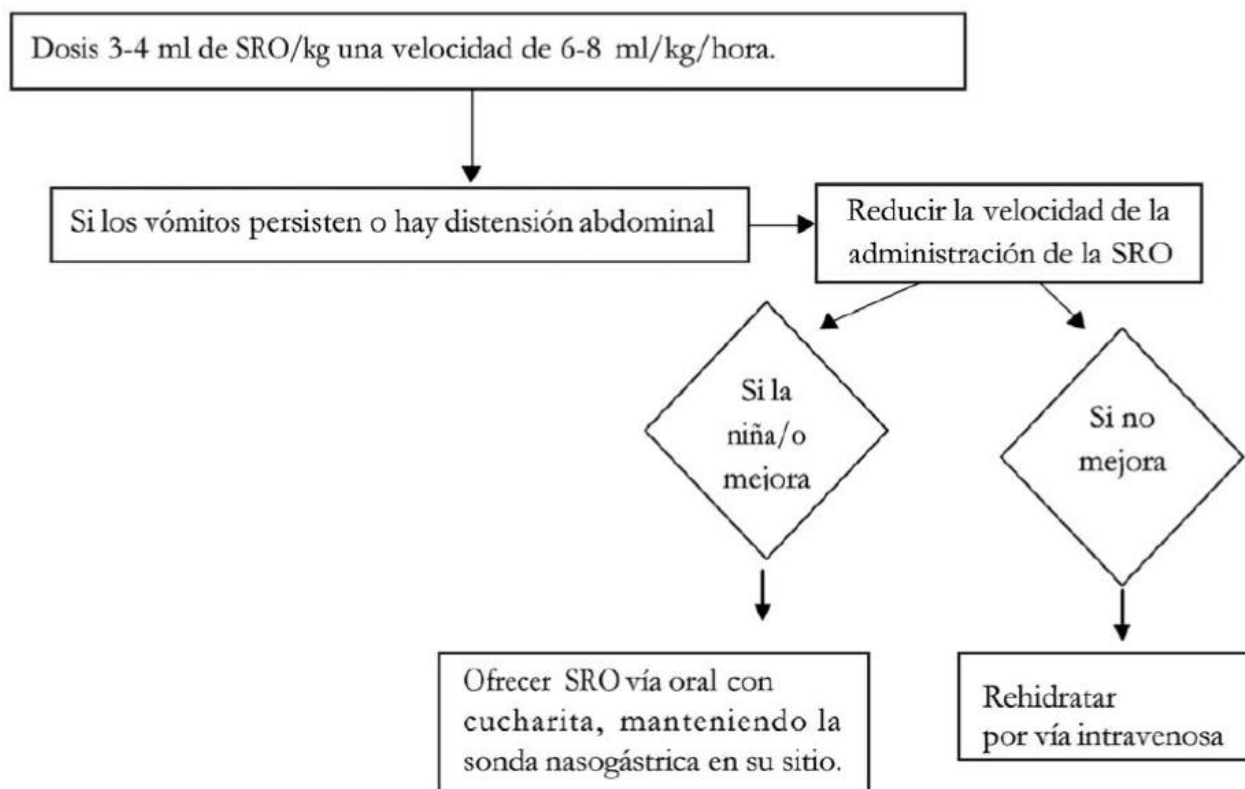 Dosis 3-4 ml de SRO/kg una velocidad de 6-8 ml/kg/hora.
Si los vómitos persisten o hay distensión abdominal
Reducir la velocidad de la
administración de la SRO
Si la
niña/o
mejora
Si no
mejora
Ofrecer SRO vía oral con
cucharita, manteniendo la
sonda nasogástrica en su sitio.
Rehidratar
por vía intravenosa